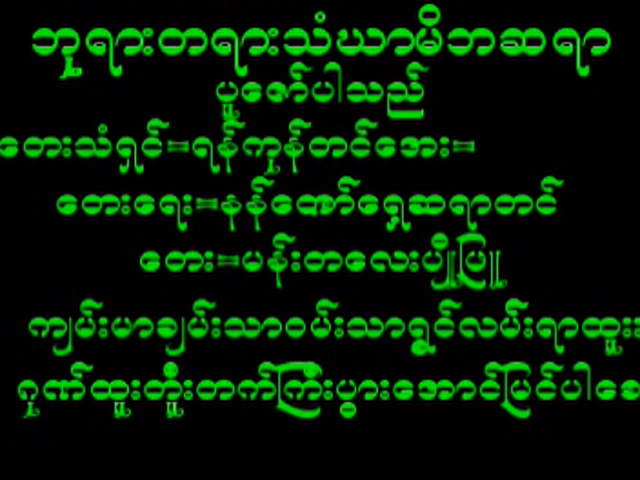 ဘုရားတရားသံဃာမိဘဆရာ
ပူဇော်ပါသည်
တေးသံရှင်=ရန်ကုန်တင်အေး=
တေးရေး=နန်တော်ရှေ့ဆရာတင်
တေး=ပန်းတလေးပျိုုပြူ
ကျမ်းမာချမ်းသာဝမ်းသာရွှင်လမ်းရာထူး
ဂုဏ်ထူးတိုးတက်ကြီးပွားအောင်မြင်ပါစေ